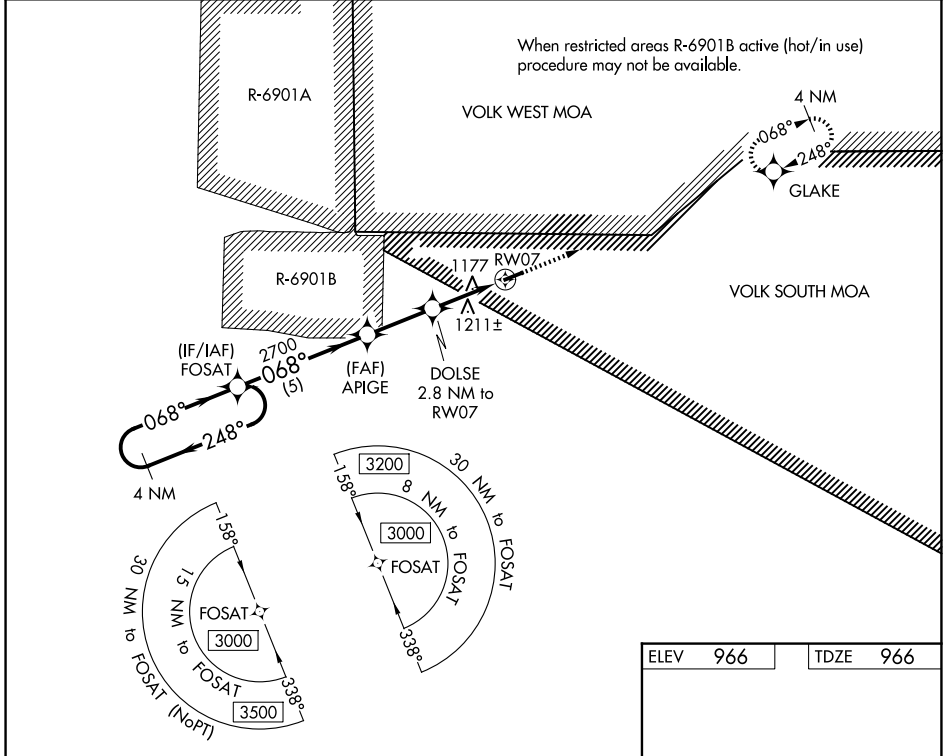 When restricted areas R-6901B active (hot/in use)
procedure may not be available.
R-6901A
VOLK WEST MOA
4 NM
068°
248°
GLAKE
R-6901B
1177
RW07
1211±
VOLK SOUTH MOA
(IF/IAF)
FOSAT
2700
068°
(5)
(FAF)
APIGE
DOLSE
2.8 NM to
RW07
068°
248°
4 NM
3200
158°
30 NM to FOSAT
8 NM to FOSAT
3000
FOSAT
338°
158°
30 NM to FOSAT (NoPT)
15 NM to FOSAT
FOSAT
3000
338°
3500
ELEV 966
TDZE 966